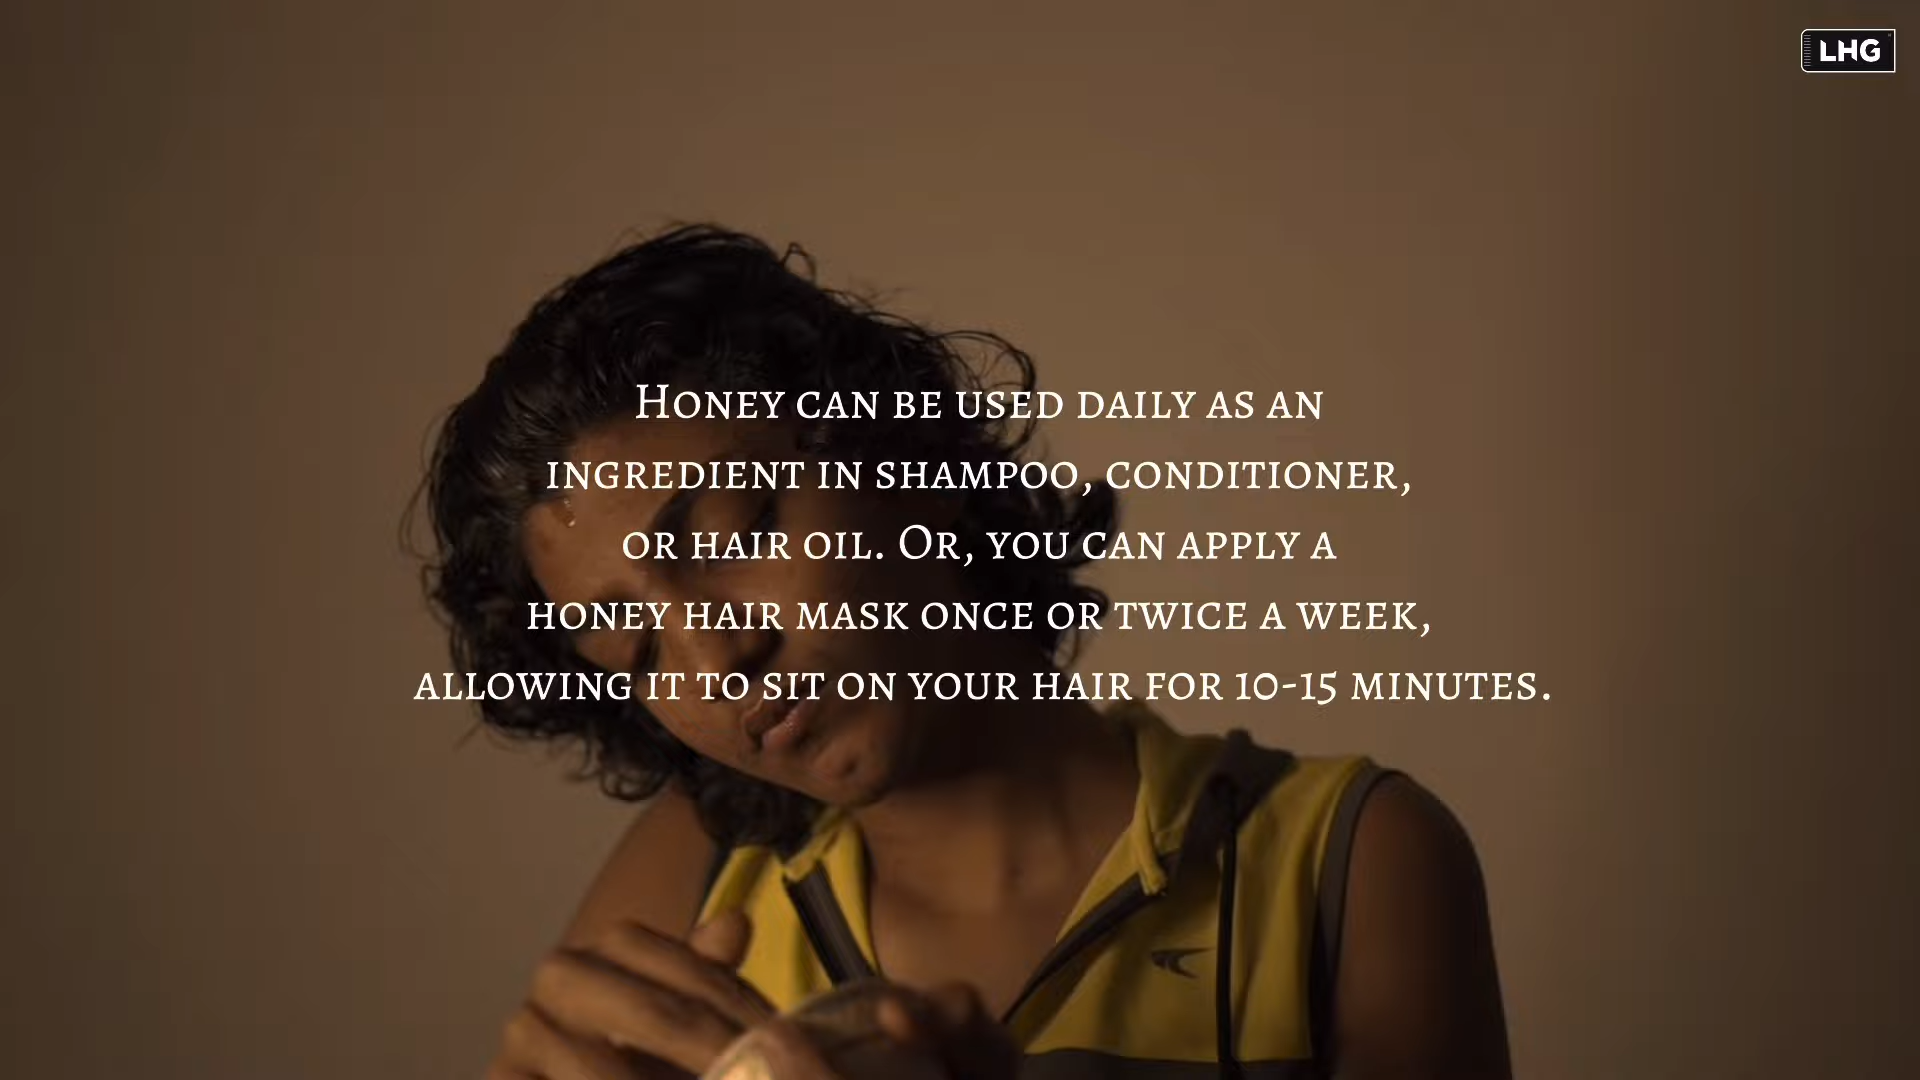 LHG
Honey can be used daily as an
ingredient in shampoo, conditioner,
or hair oil. Or, you can apply a
honey hair mask once or twice a week,
allowing it to sit on your hair for 10-15 minutes.